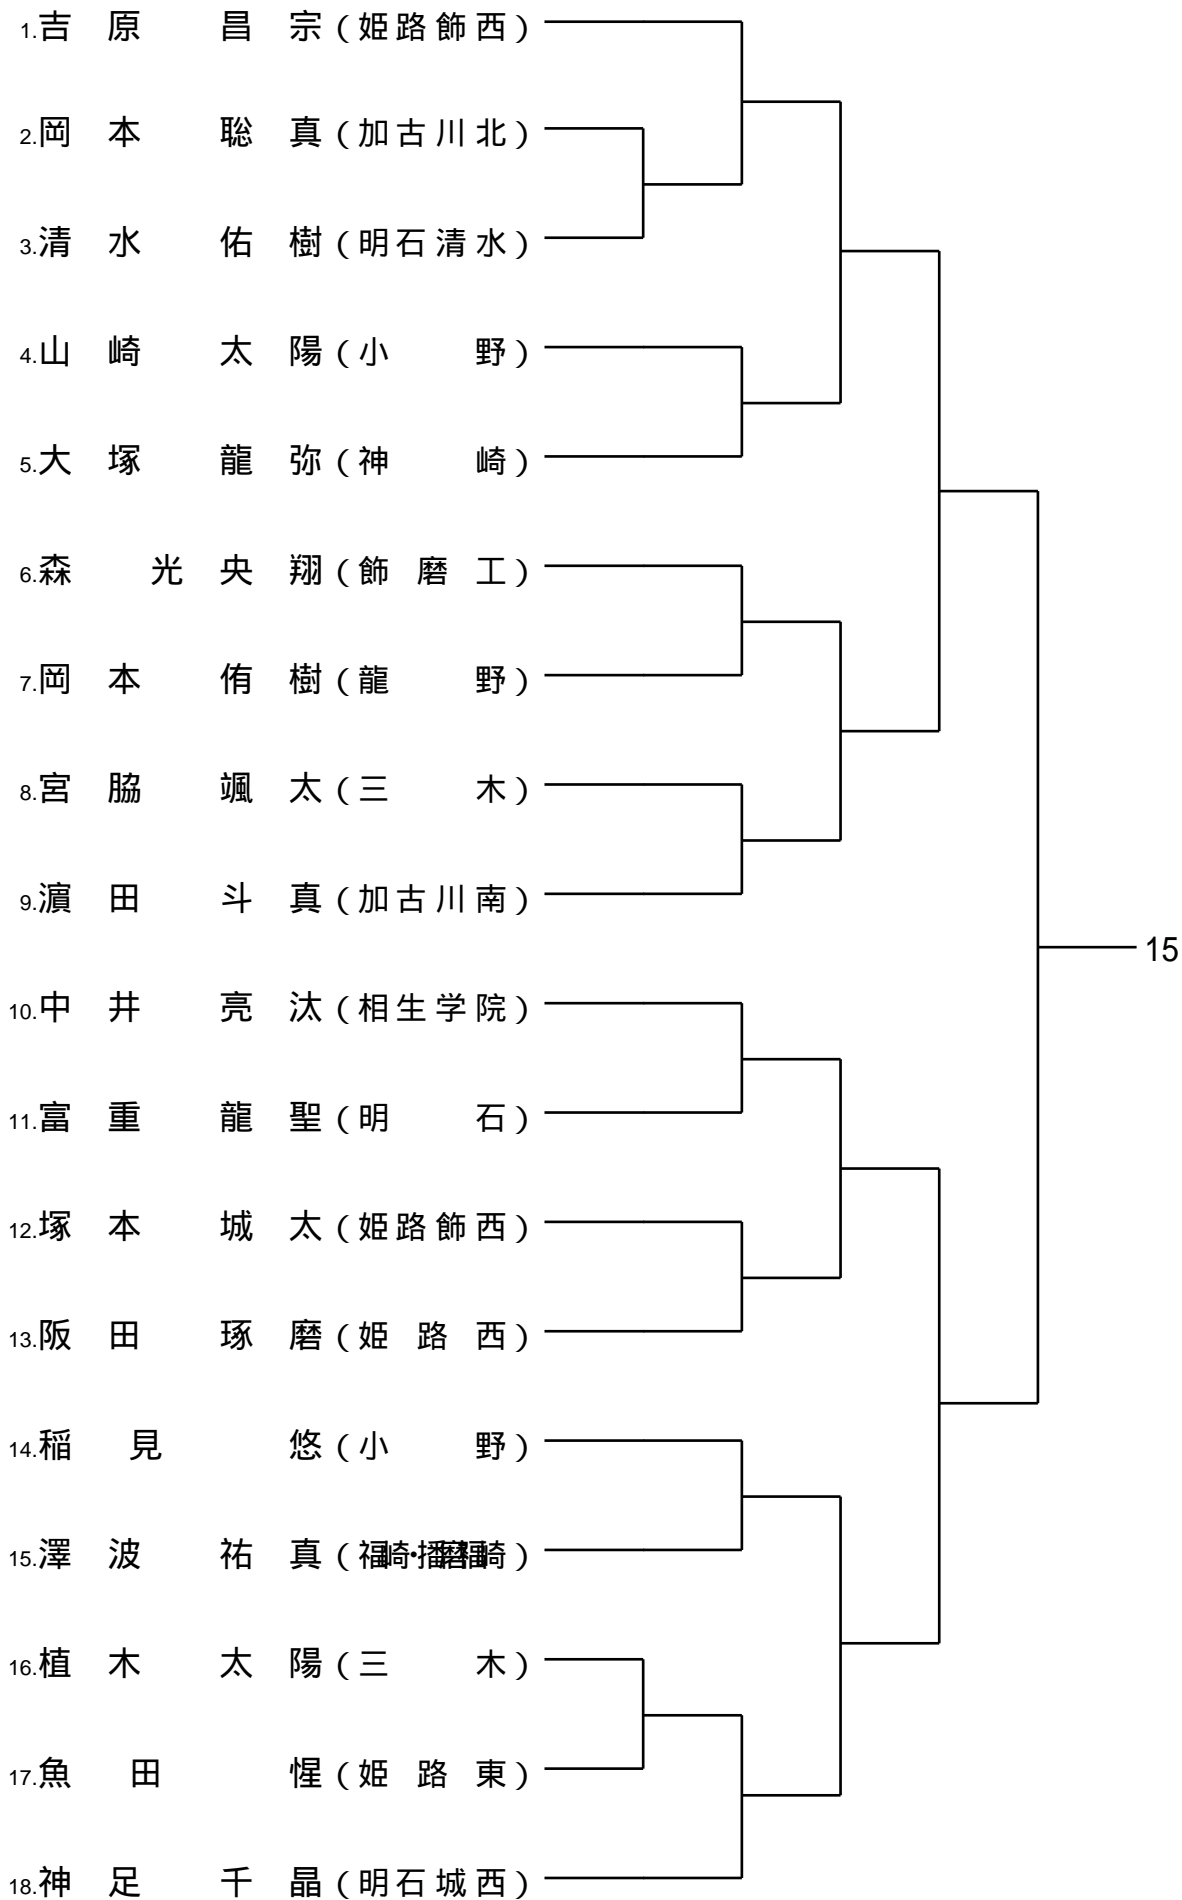 1.吉原 昌宗(姫路飾西)
2.岡本 聡真(加古川北)
3.清水 佑樹(明石清水)
4.山崎 太陽(小野)
5.大塚 龍弥(神崎)
6.森 光央翔(飾磨工)
7.岡本 侑樹(龍野)
8.宮脇 颯太(三木)
9.濵田 斗真(加古川南)
15
10.中井 亮汰(相生学院)
11.富重 龍聖(明石)
12.塚本 城太(姫路飾西)
13.阪田 琢磨(姫路西)
14.稲見 悠(小野)
15.澤波 祐真(福崎・播磨福崎)
16.植木 太陽(三木)
17.魚田 惺(姫路東)
18.神足 千晶(明石城西)